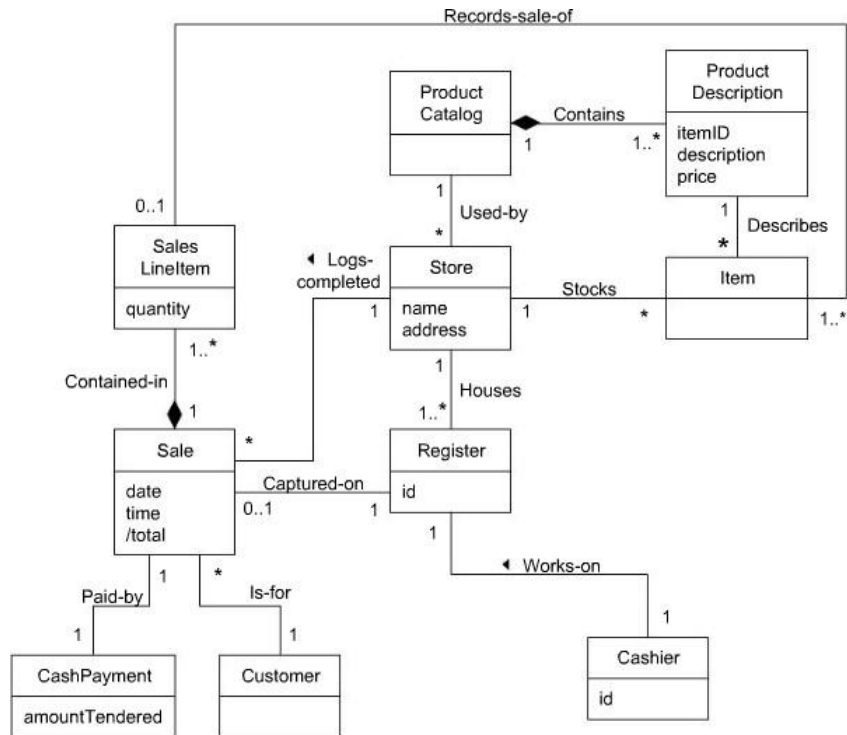 Records-sale-of
Product
Catalog
Contains
1
1..*
Product
Description
itemID
description
price
1
Used-by
*
1
Describes
*
0..1
Sales
LineItem
quantity
1..*
◄ Logs-
completed
*
1
Store
name
address
Stocks
1
*
Item
1..*
Contained-in
1
1
Houses
1..*
Sale
date
time
/total
Captured-on
0..1
1
Register
id
1
◄ Works-on
1
Cashier
id
1
Paid-by
1
*
Is-for
1
CashPayment
amountTendered
Customer